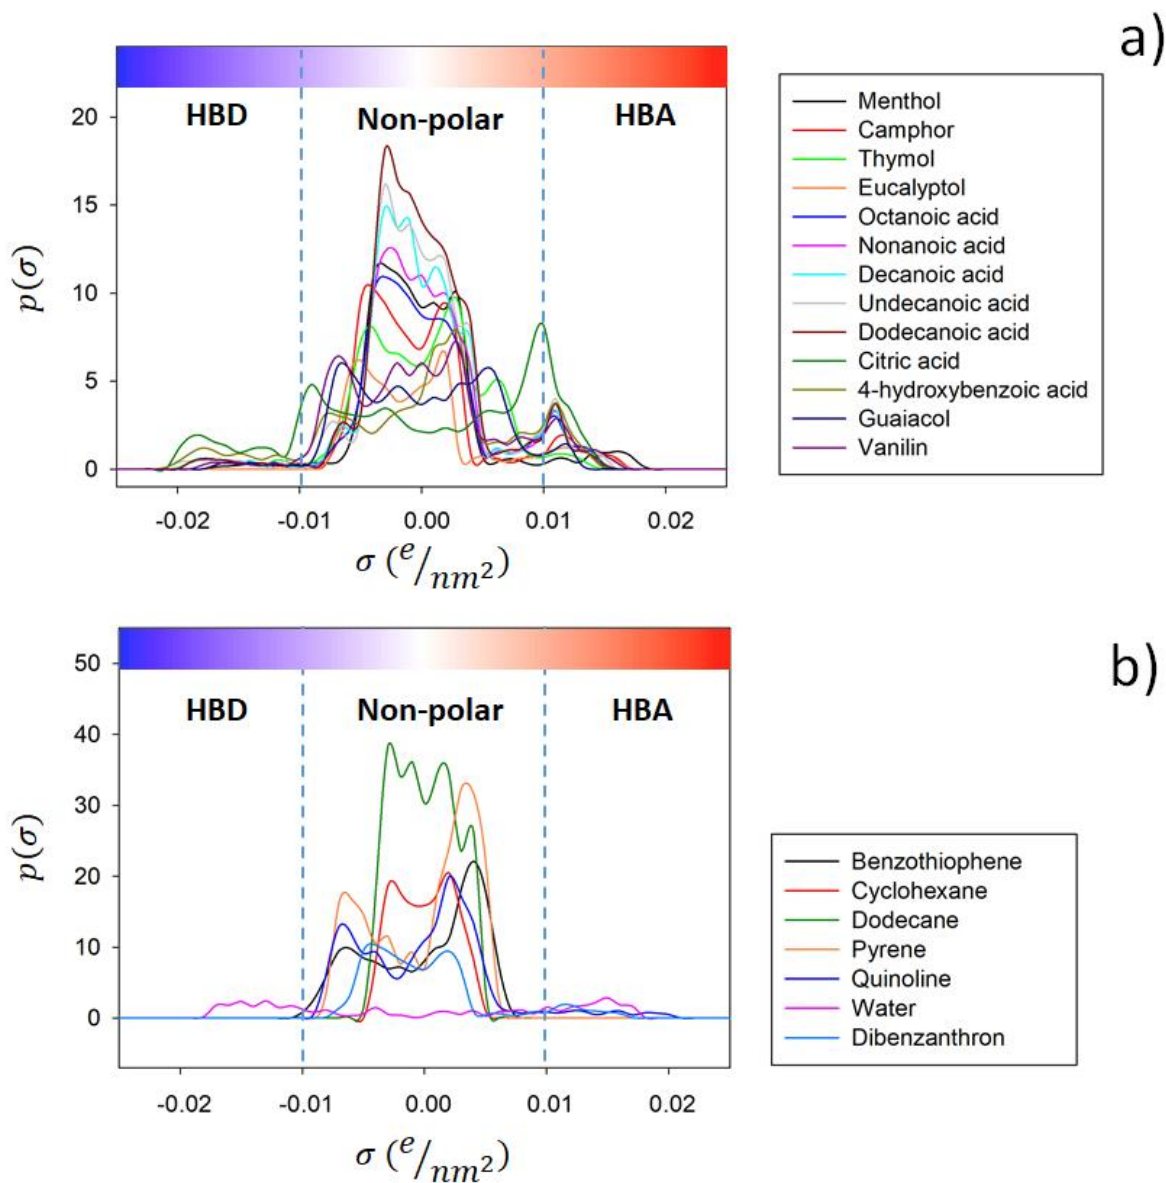 a)
HBD Non-polar HBA
20
15
10
5
0
p(σ)
-0.02 -0.01 0.00 0.01 0.02
σ (e/nm²)
Menthol
Camphor
Thymol
Eucalyptol
Octanoic acid
Nonanoic acid
Decanoic acid
Undecanoic acid
Dodecanoic acid
Citric acid
4-hydroxybenzoic acid
Guaiacol
Vanilin
b)
HBD Non-polar HBA
50
40
30
20
10
0
p(σ)
-0.02 -0.01 0.00 0.01 0.02
σ (e/nm²)
Benzothiophene
Cyclohexane
Dodecane
Pyrene
Quinoline
Water
Dibenzanthron